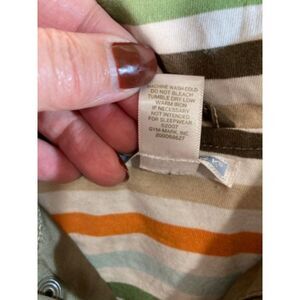 MACHINE WASH COLD
DO NOT BLEACH
TUMBLE DRY LOW
WARM IRON
IF NECESSARY
NOT INTENDED
FOR SLEEPWEAR
©2007
GYM-MARK, INC.
200068627